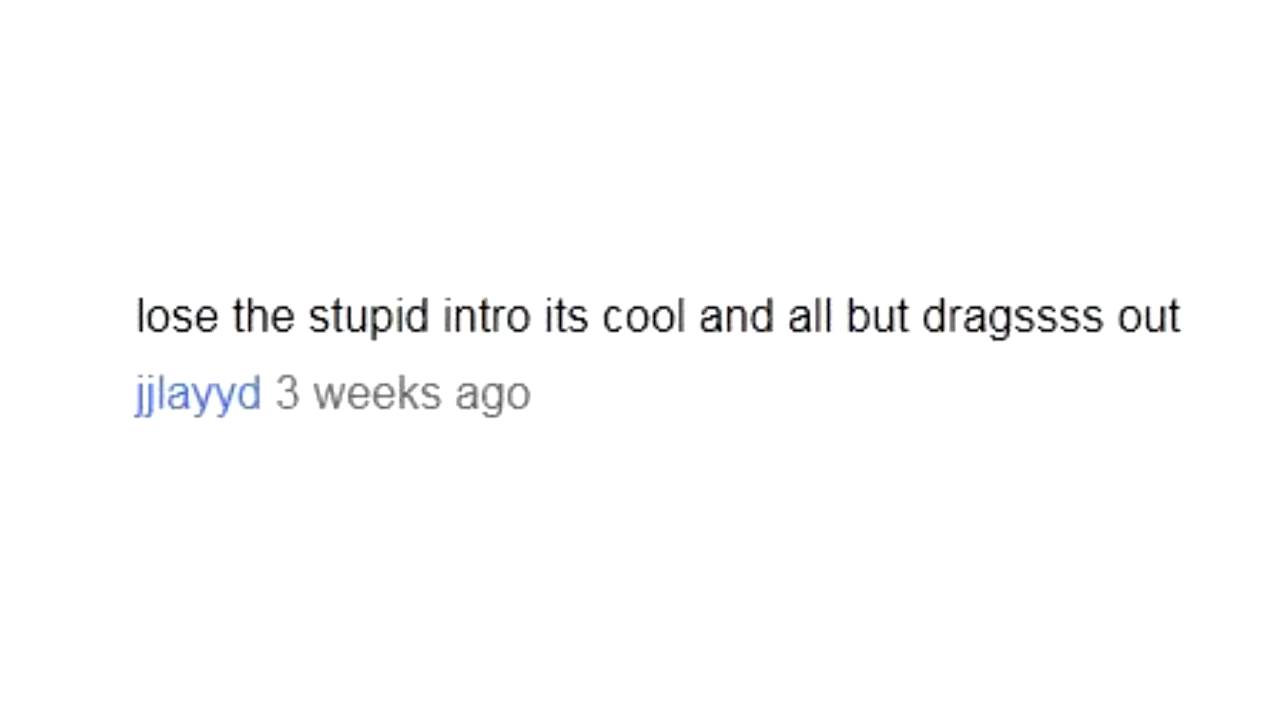 lose the stupid intro its cool and all but dragssss out
jjlayyd 3 weeks ago